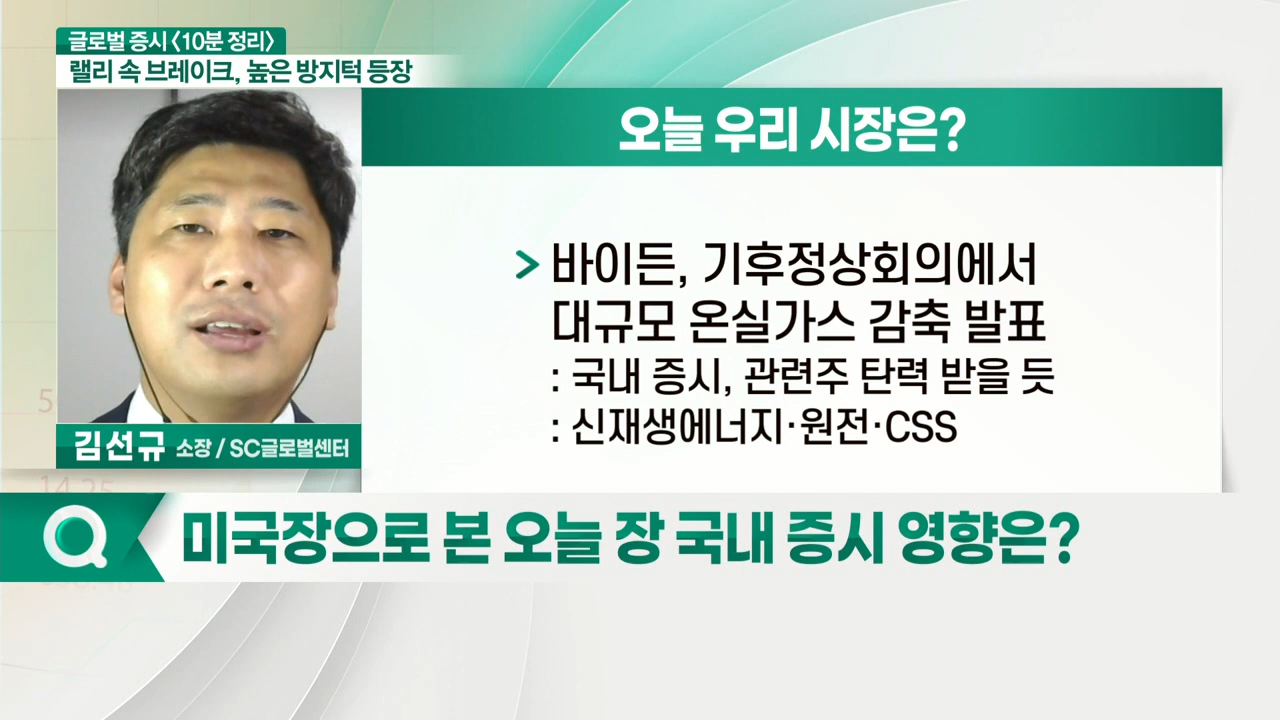 글로벌 증시 <10분 정리>
랠리 속 브레이크, 높은 방지턱 등장
오늘 우리 시장은?
> 바이든, 기후정상회의에서
대규모 온실가스 감축 발표
: 국내 증시, 관련주 탄력 받을 듯
: 신재생에너지·원전·CSS
김선규 소장 / SC글로벌센터
Q 미국장으로 본 오늘 장 국내 증시 영향은?